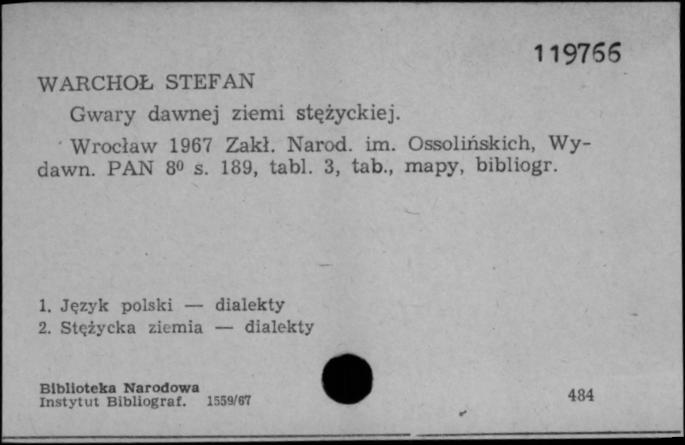 119766
WARCHOŁ STEFAN
Gwary dawnej ziemi stężyckiej.
Wrocław 1967 Zakł. Narod. im. Ossolińskich, Wy-
dawn. PAN 8⁰ s. 189, tabl. 3, tab., mapy, bibliogr.
1. Język polski — dialekty
2. Stężycka ziemia — dialekty
Biblioteka Narodowa
Instytut Bibliograf. 1559/67
484